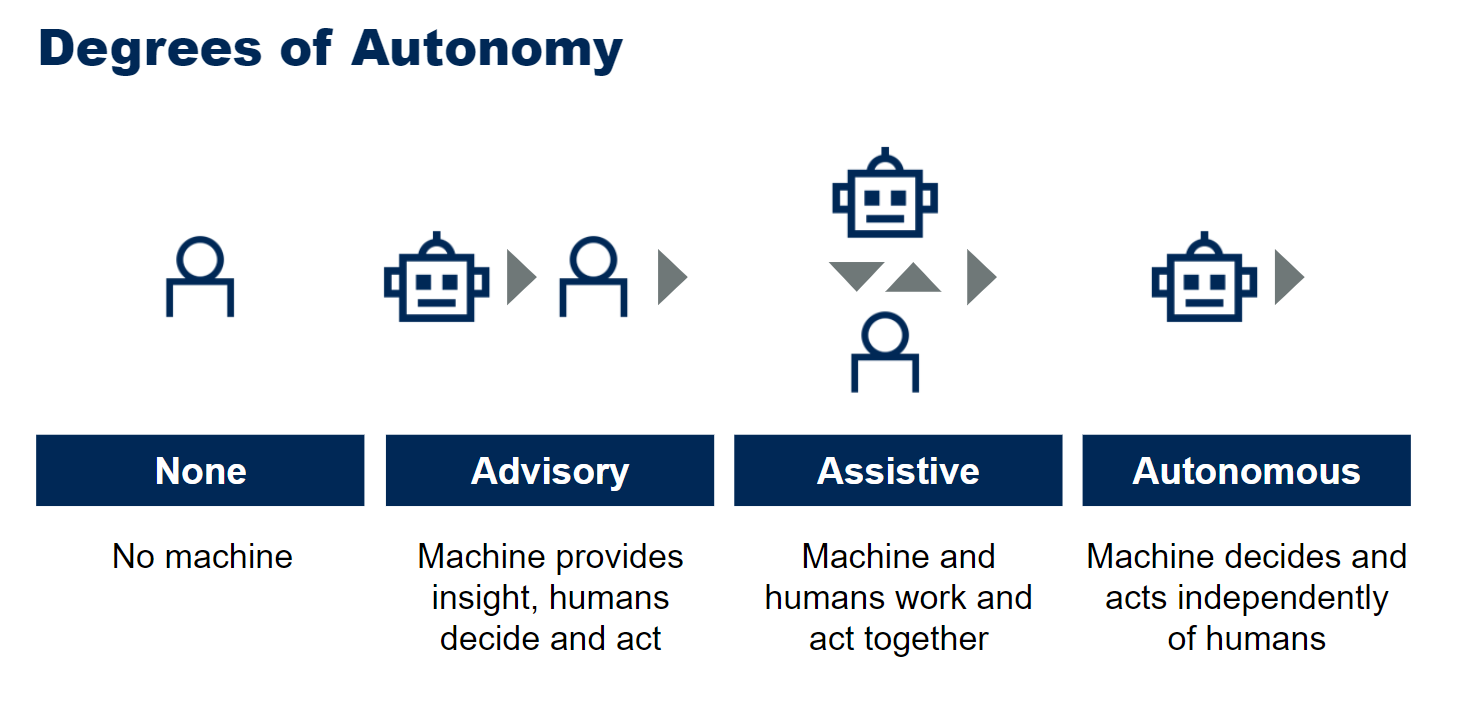 Degrees of Autonomy
None
No machine
Advisory
Machine provides
insight, humans
decide and act
Assistive
Machine and
humans work and
act together
Autonomous
Machine decides and
acts independently
of humans